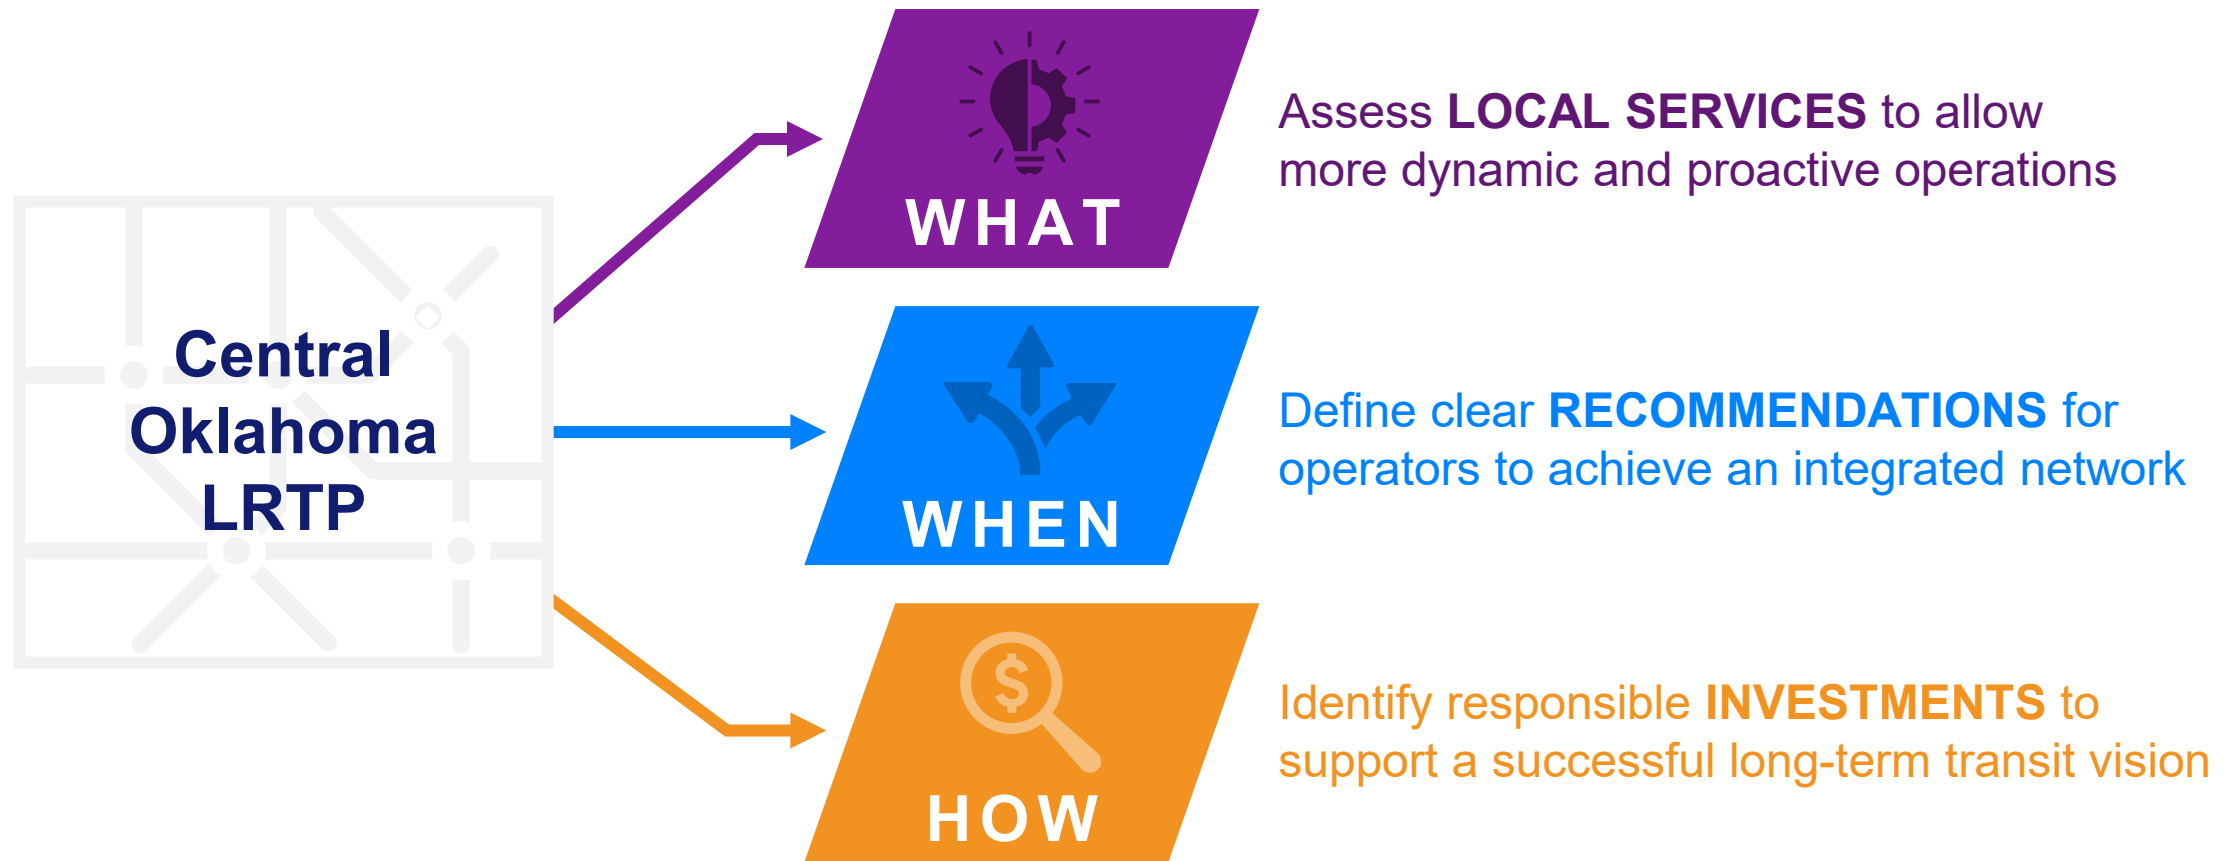 Central
Oklahoma
LRTP
WHAT
Assess LOCAL SERVICES to allow
more dynamic and proactive operations
WHEN
Define clear RECOMMENDATIONS for
operators to achieve an integrated network
$
HOW
Identify responsible INVESTMENTS to
support a successful long-term transit vision